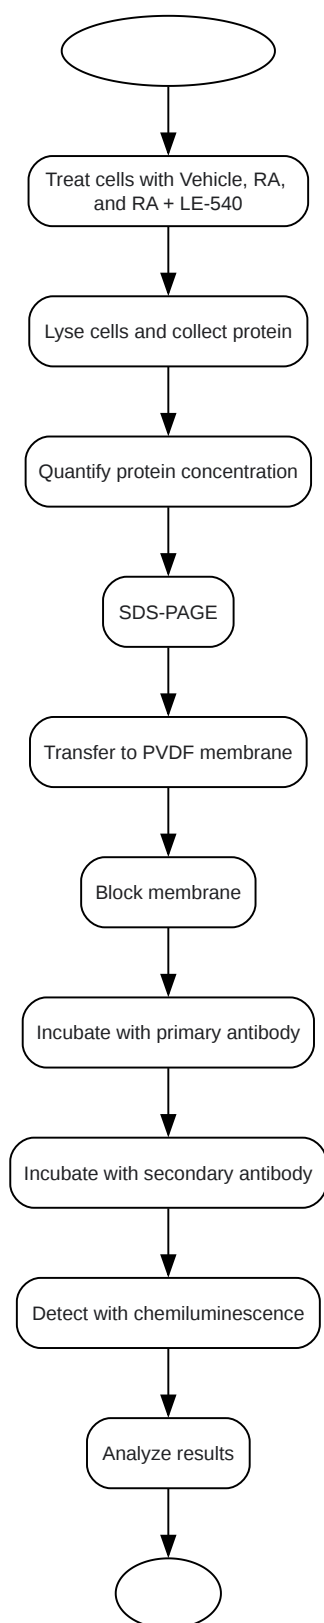 Treat cells with Vehicle, RA,
and RA + LE-540
Lyse cells and collect protein
Quantify protein concentration
SDS-PAGE
Transfer to PVDF membrane
Block membrane
Incubate with primary antibody
Incubate with secondary antibody
Detect with chemiluminescence
Analyze results